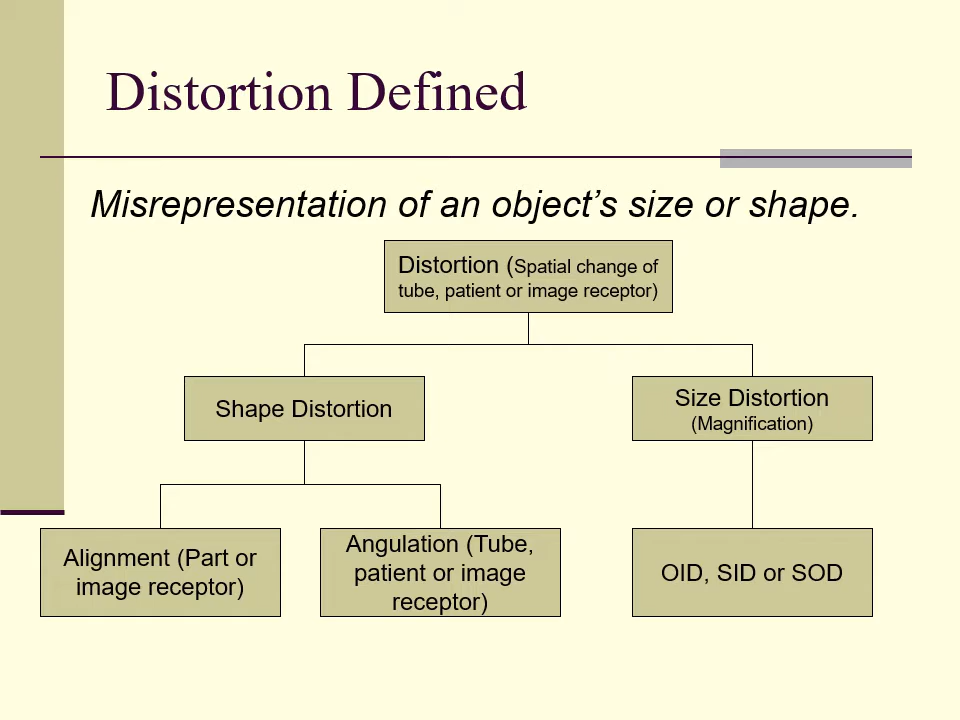 Distortion Defined
Misrepresentation of an object’s size or shape.
Distortion (Spatial change of
tube, patient or image receptor)
Shape Distortion
Size Distortion
(Magnification)
Alignment (Part or
image receptor)
Angulation (Tube,
patient or image
receptor)
OID, SID or SOD